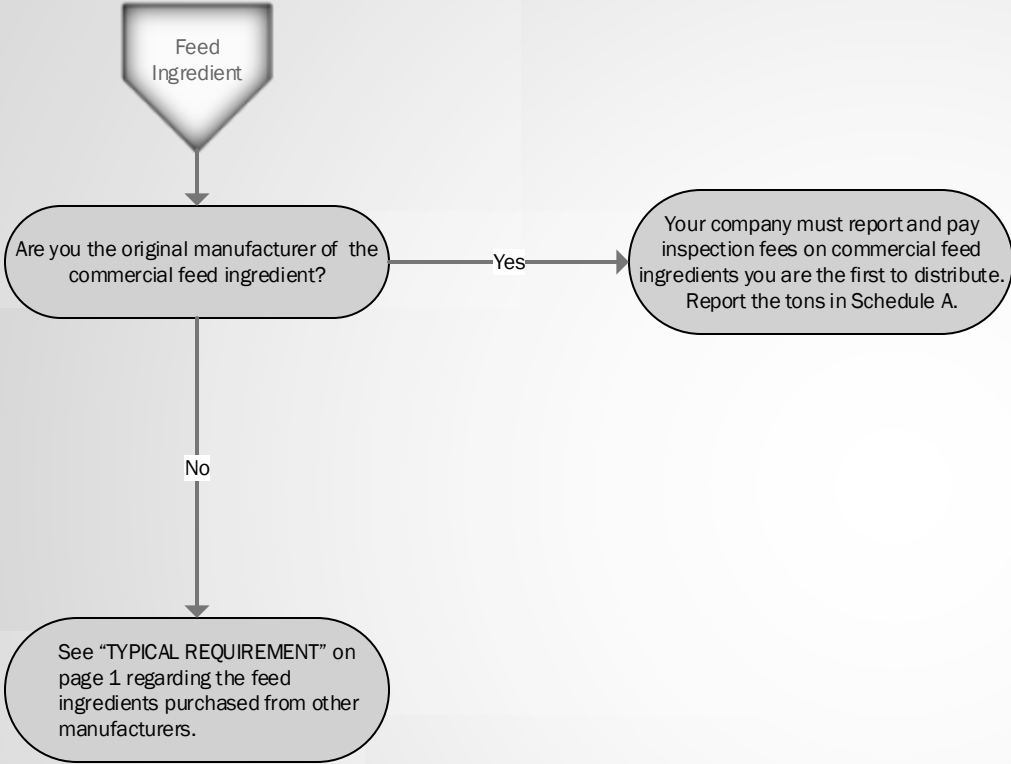 Feed
Ingredient
Are you the original manufacturer of the
commercial feed ingredient?
Yes
Your company must report and pay
inspection fees on commercial feed
ingredients you are the first to distribute.
Report the tons in Schedule A.
No
See “TYPICAL REQUIREMENT” on
page 1 regarding the feed
ingredients purchased from other
manufacturers.